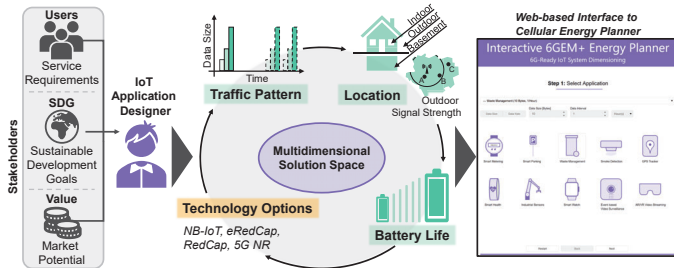 Stakeholders
Users
Service
Requirements
SDG
Sustainable
Development
Goals
Value
Market
Potential
IoT
Application
Designer
Data Size
Time
Traffic Pattern
Indoor
Outdoor
Basement
Location
A
B
C
Outdoor
Signal Strength
Multidimensional
Solution Space
Technology Options
NB-IoT, eRedCap,
RedCap, 5G NR
Battery Life
Web-based Interface to
Cellular Energy Planner
Interactive 6GEM+ Energy Planner
6G-Ready IoT System Dimensioning
Step 1: Select Application
Smart Metering
Smart Parking
Waste Management
Smoke Detection
GPS Tracker
Smart Health
Industrial Sensors
Smart Watch
Video Surveillance